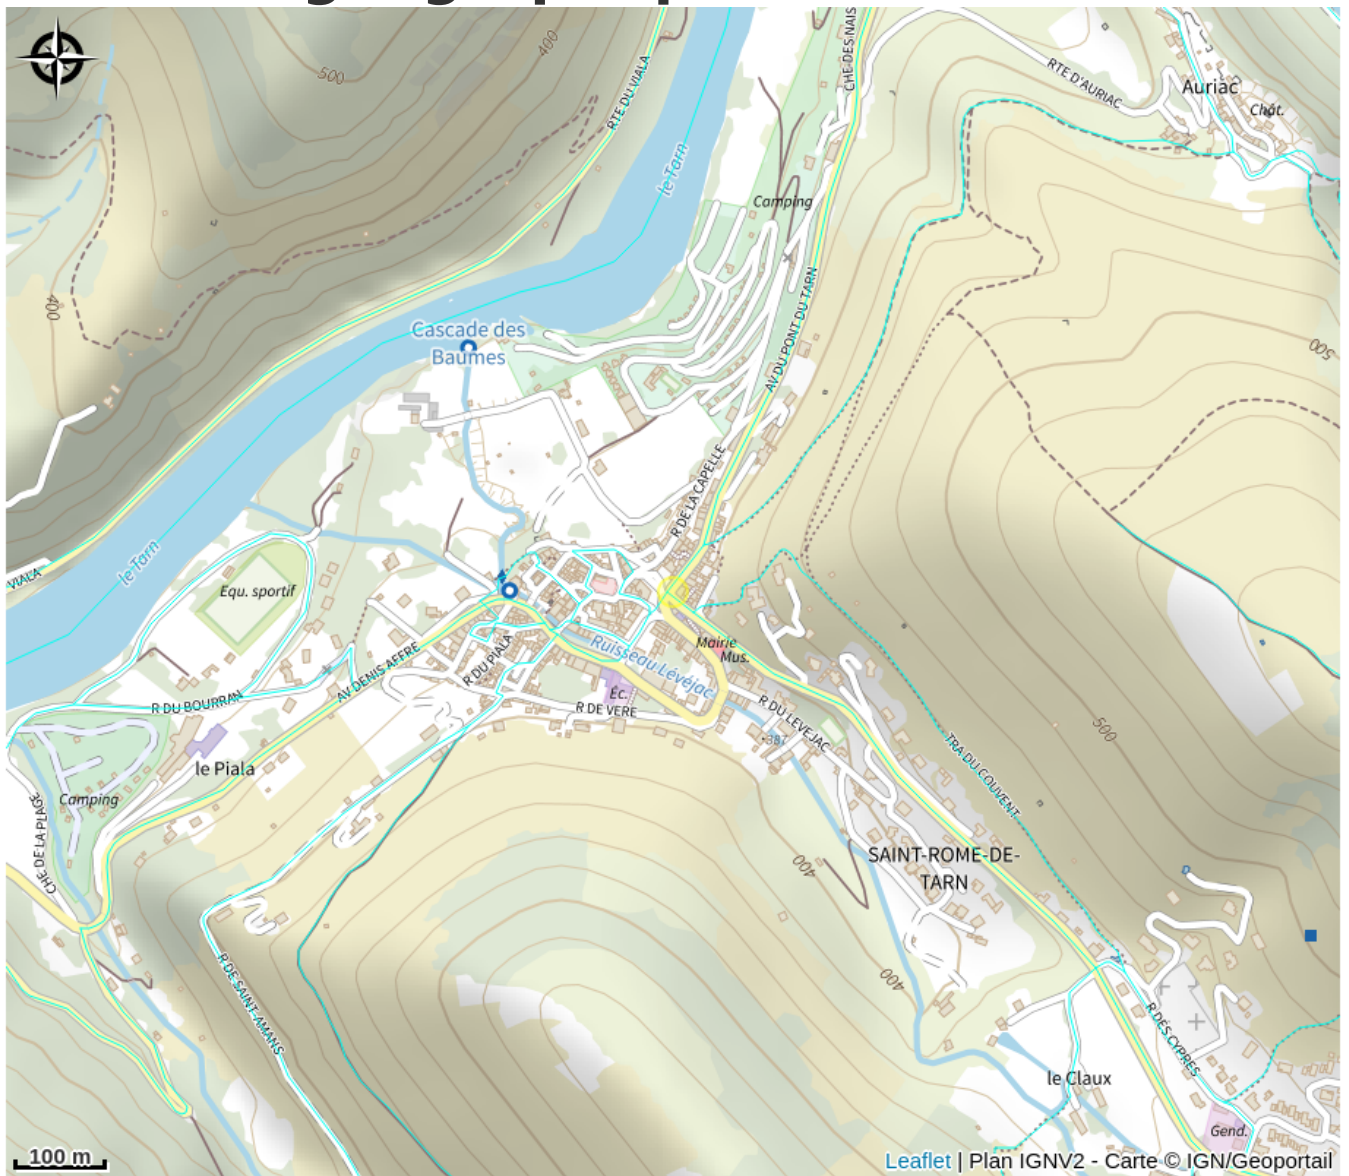 400
500
RTE DU VIALA
CHE DES NAIS
RTE D'AURIAC
Auriac
Chât.
le Tarn
Camping
400
Cascade des
Baumes
AV DU PONT DU TARN
500
R DE LA CAPELLE
le Tarn
VIALA
Equ. sportif
Mairie
Mus.
Ruisseau Lévéjac
R DU PIALA
AV DENIS AFFRE
Éc.
R DE VERE
R DU BOURRAN
R DU LEVEJAC
387
500
TRA DU COUVENT
le Piala
Camping
CHE DE LA PLAGE
SAINT-ROME-DE-
TARN
400
400
R DE SAINT-AMANS
R DES CYPRES
le Claux
Gend.
100 m
Leaflet | Plan IGNV2 - Carte © IGN/Geoportail